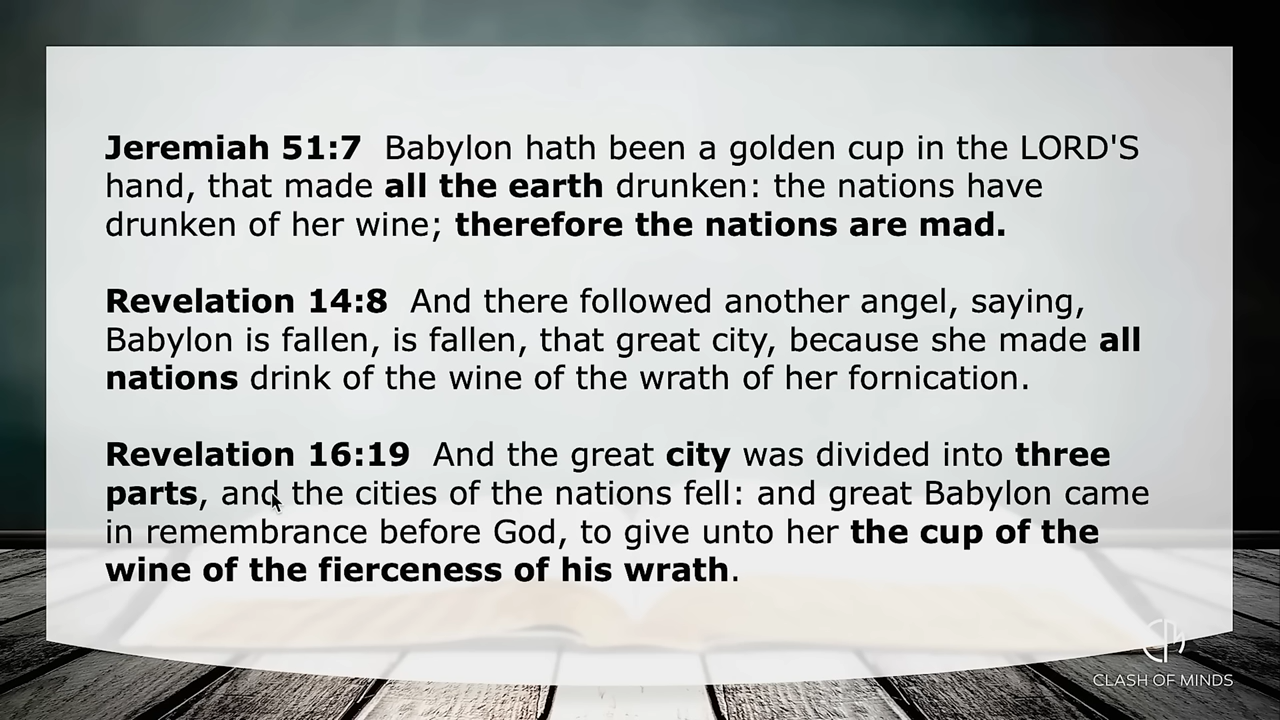 Jeremiah 51:7  Babylon hath been a golden cup in the LORD'S
hand, that made all the earth drunken: the nations have
drunken of her wine; therefore the nations are mad.
Revelation 14:8  And there followed another angel, saying,
Babylon is fallen, is fallen, that great city, because she made all
nations drink of the wine of the wrath of her fornication.
Revelation 16:19  And the great city was divided into three
parts, and the cities of the nations fell: and great Babylon came
in remembrance before God, to give unto her the cup of the
wine of the fierceness of his wrath.
CLASH OF MINDS